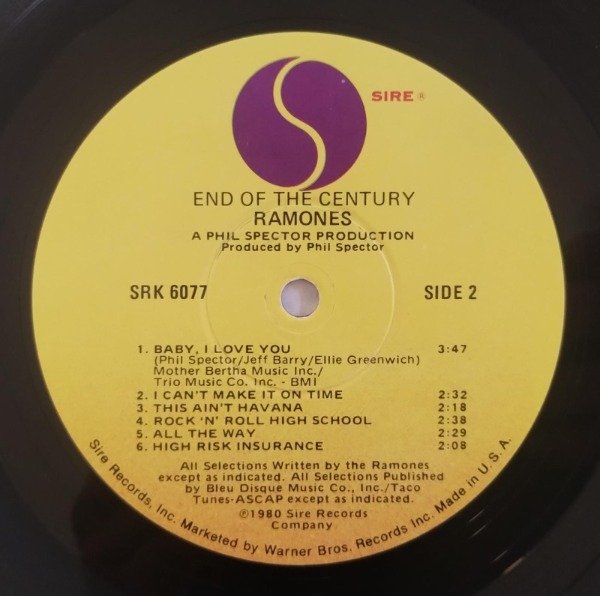 SIRE ®
END OF THE CENTURY
RAMONES
A PHIL SPECTOR PRODUCTION
Produced by Phil Spector
SRK 6077
SIDE 2
1. BABY, I LOVE YOU 3:47
(Phil Spector/Jeff Barry/Ellie Greenwich)
Mother Bertha Music Inc./
Trio Music Co. Inc. - BMI
2. I CAN'T MAKE IT ON TIME 2:32
3. THIS AIN'T HAVANA 2:18
4. ROCK 'N' ROLL HIGH SCHOOL 2:38
5. ALL THE WAY 2:29
6. HIGH RISK INSURANCE 2:08
All Selections Written by the Ramones
except as indicated. All Selections Published
by Bleu Disque Music Co., Inc/Taco
Tunes-ASCAP except as indicated.
℗1980 Sire Records
Company
Sire Records, Inc. Marketed by Warner Bros. Records Inc. Made in U.S.A.